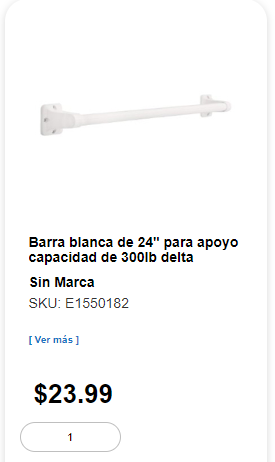 Barra blanca de 24" para apoyo
capacidad de 300lb delta
Sin Marca
SKU: E1550182
[ Ver más ]
$23.99
1